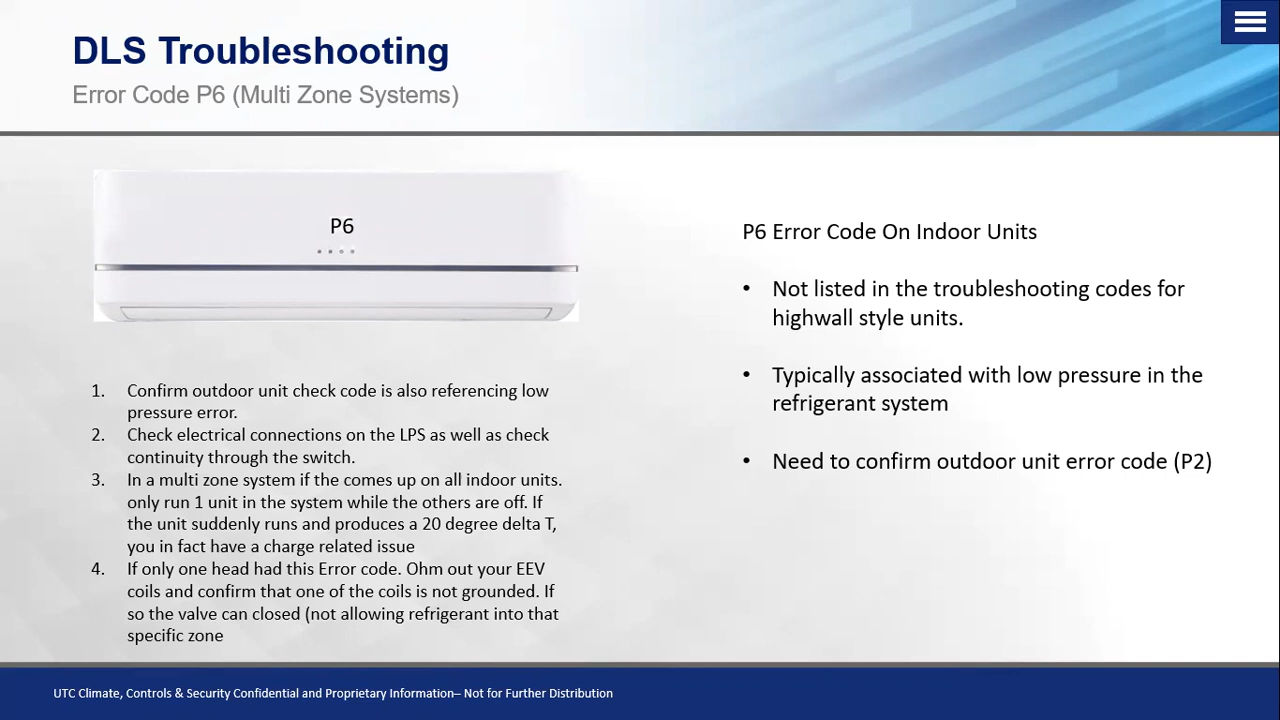 DLS Troubleshooting
Error Code P6 (Multi Zone Systems)
P6
1. Confirm outdoor unit check code is also referencing low
pressure error.
2. Check electrical connections on the LPS as well as check
continuity through the switch.
3. In a multi zone system if the comes up on all indoor units.
only run 1 unit in the system while the others are off. If
the unit suddenly runs and produces a 20 degree delta T,
you in fact have a charge related issue
4. If only one head had this Error code. Ohm out your EEV
coils and confirm that one of the coils is not grounded. If
so the valve can closed (not allowing refrigerant into that
specific zone
P6 Error Code On Indoor Units
• Not listed in the troubleshooting codes for
highwall style units.
• Typically associated with low pressure in the
refrigerant system
• Need to confirm outdoor unit error code (P2)
UTC Climate, Controls & Security Confidential and Proprietary Information– Not for Further Distribution